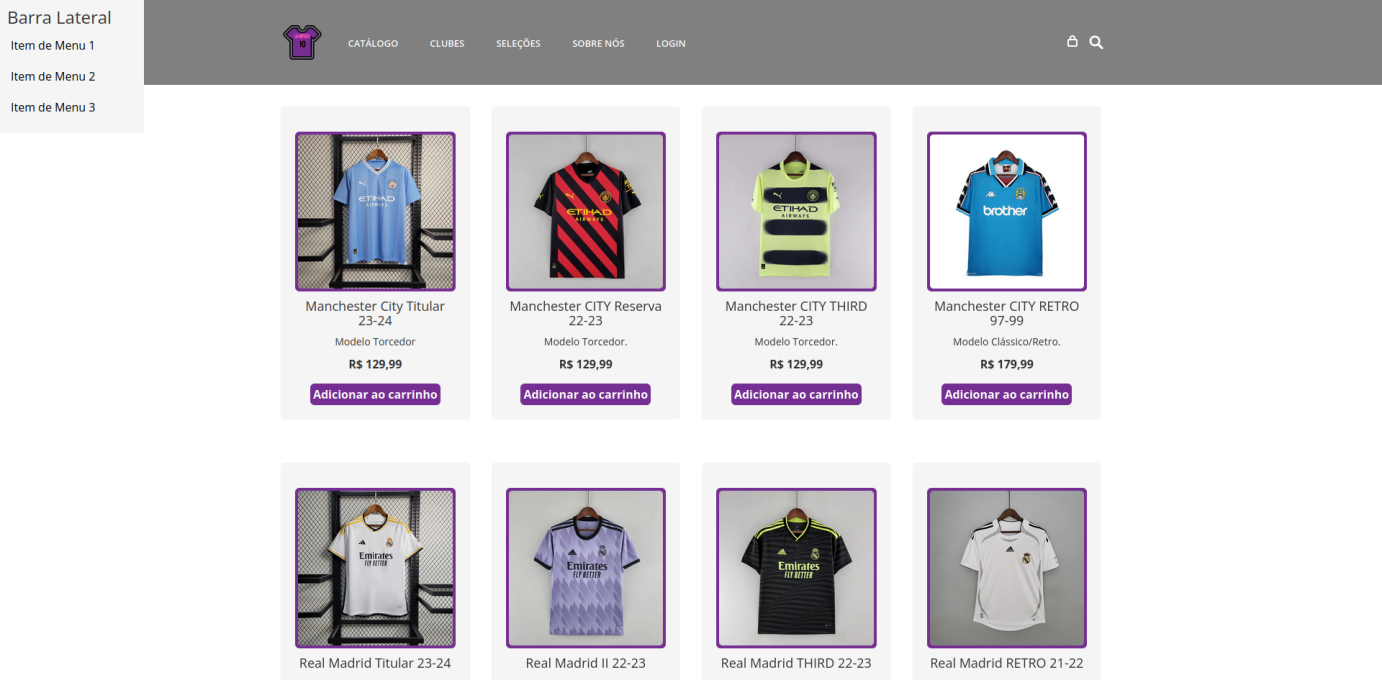 Barra Lateral
Item de Menu 1
Item de Menu 2
Item de Menu 3
10
CATÁLOGO
CLUBES
SELEÇÕES
SOBRE NÓS
LOGIN
ETIHAD
AIRWAYS
ETIHAD
AIRWAYS
ETIHAD
AIRWAYS
brother
Manchester City Titular
23-24
Modelo Torcedor
R$ 129,99
Adicionar ao carrinho
Manchester CITY Reserva
22-23
Modelo Torcedor.
R$ 129,99
Adicionar ao carrinho
Manchester CITY THIRD
22-23
Modelo Torcedor.
R$ 129,99
Adicionar ao carrinho
Manchester CITY RETRO
97-99
Modelo Clássico/Retro.
R$ 179,99
Adicionar ao carrinho
Emirates
FLY BETTER
Emirates
FLY BETTER
Emirates
FLY BETTER
Real Madrid Titular 23-24
Real Madrid II 22-23
Real Madrid THIRD 22-23
Real Madrid RETRO 21-22